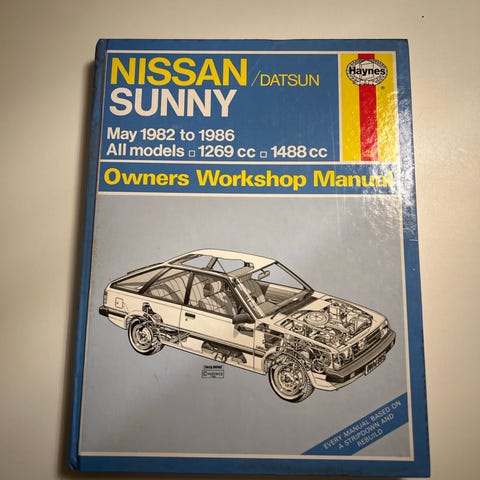 NISSAN/DATSUN
SUNNY
Haynes
®
May 1982 to 1986
All models □ 1269 cc □ 1488 cc
Owners Workshop Manual
EVERY MANUAL BASED ON
A STRIPDOWN AND
REBUILD